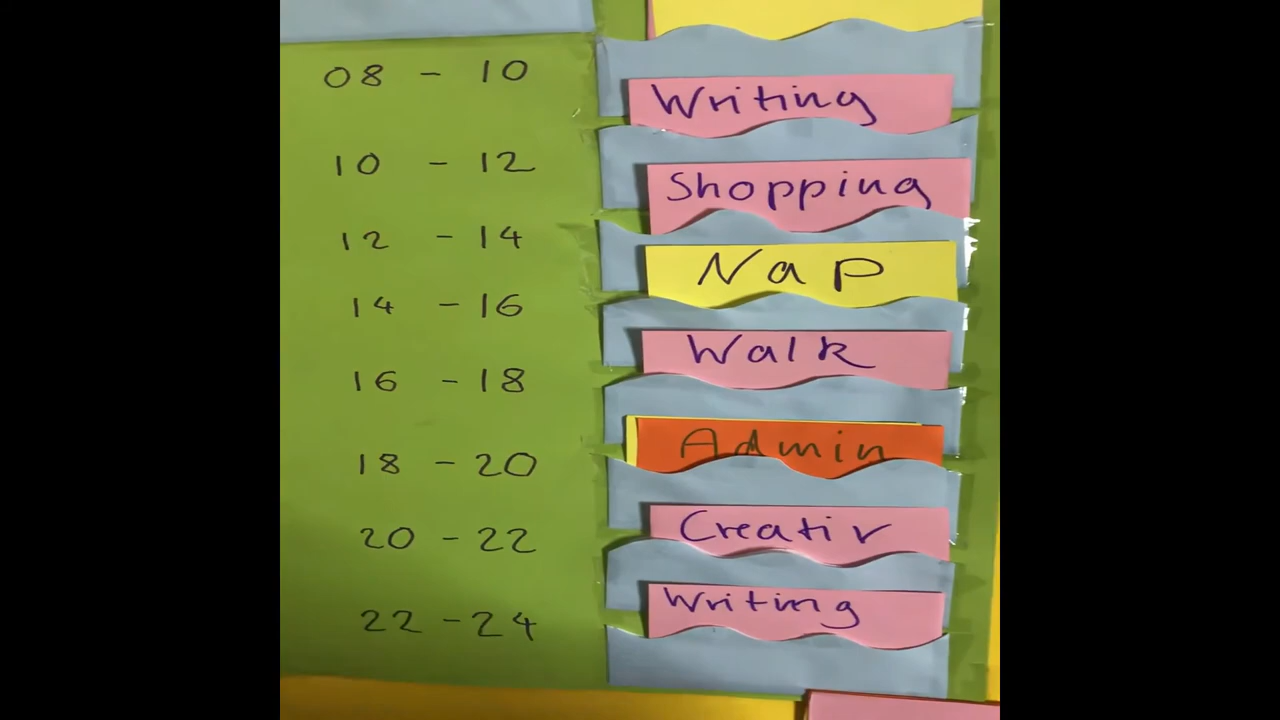 08 - 10 Writing
10 - 12 Shopping
12 - 14 Nap
14 - 16 Walk
16 - 18
Admin
18 - 20
20 - 22 Creativ
22 - 24 Writing